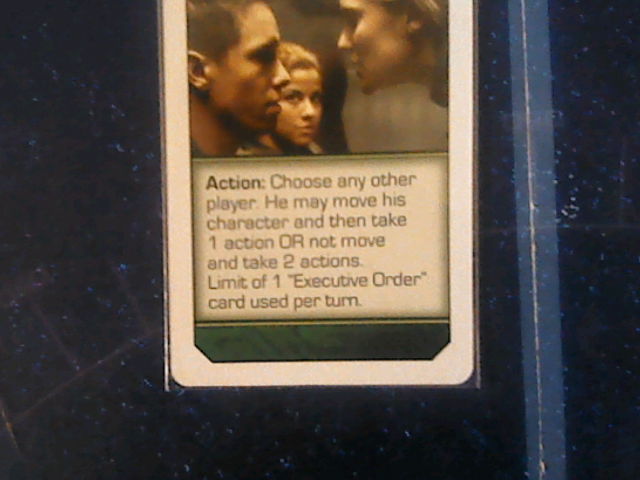 Action: Choose any other
player. He may move his
character and then take
1 action OR not move
and take 2 actions.
Limit of 1 "Executive Order"
card used per turn.